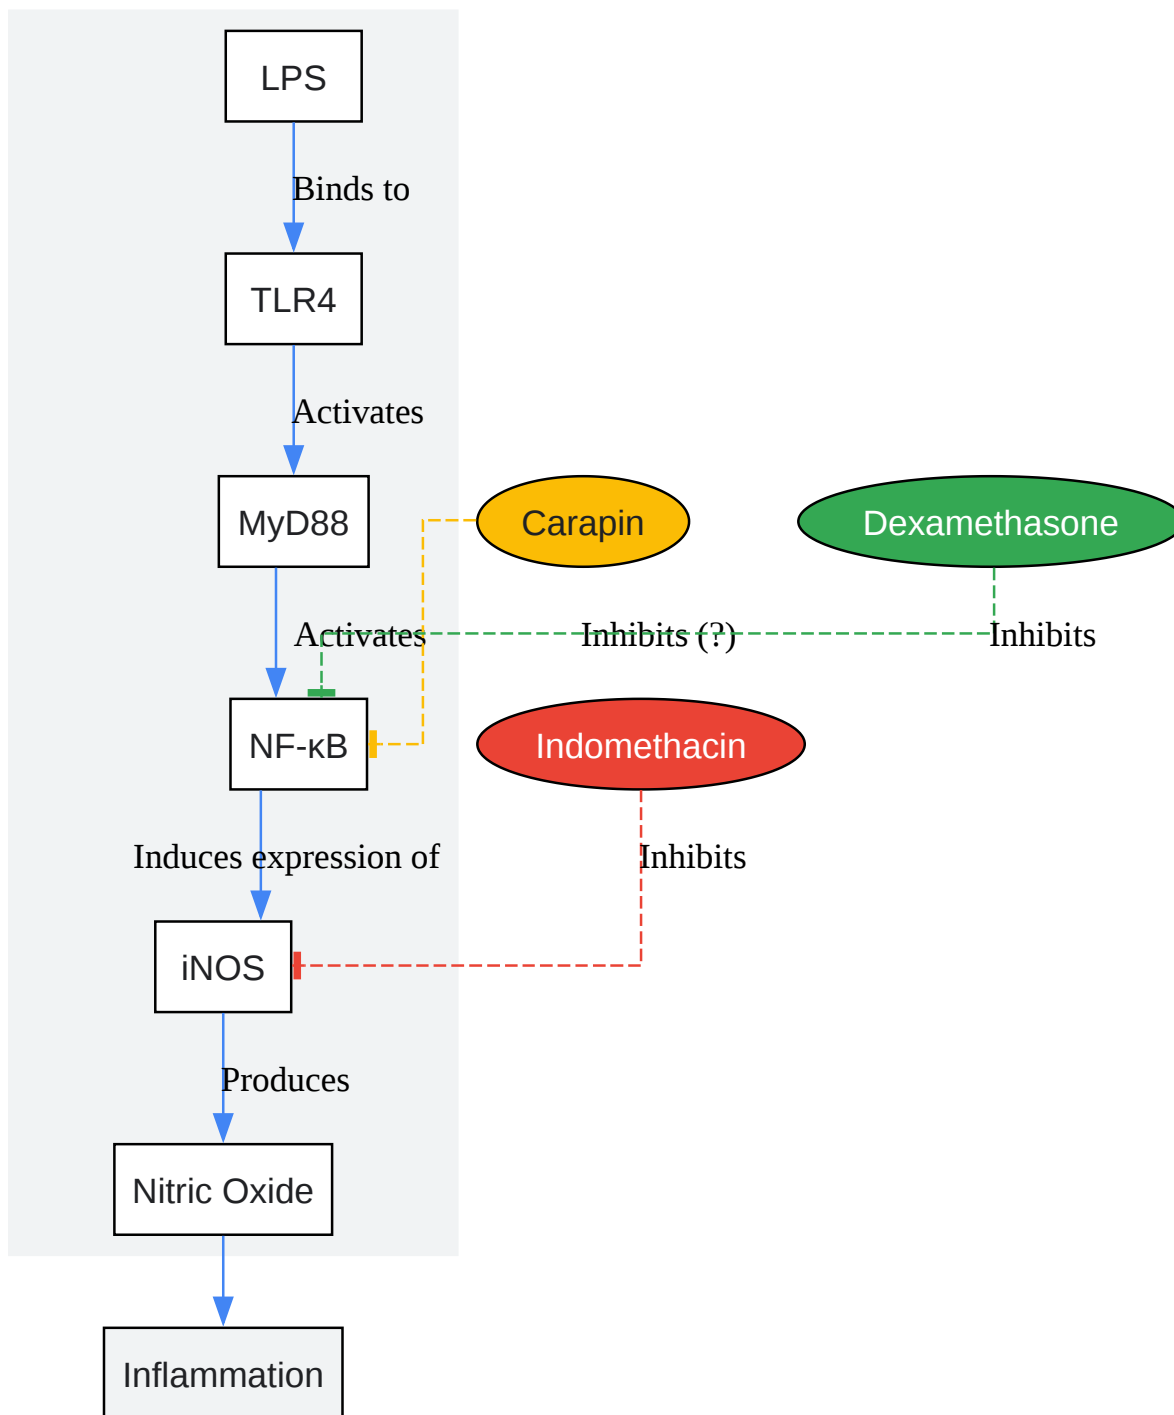 LPS
Binds to
TLR4
Activates
MyD88
Carapin
Dexamethasone
Activates
Inhibits (?)
Inhibits
NF-κB
Indomethacin
Induces expression of
Inhibits
iNOS
Produces
Nitric Oxide
Inflammation